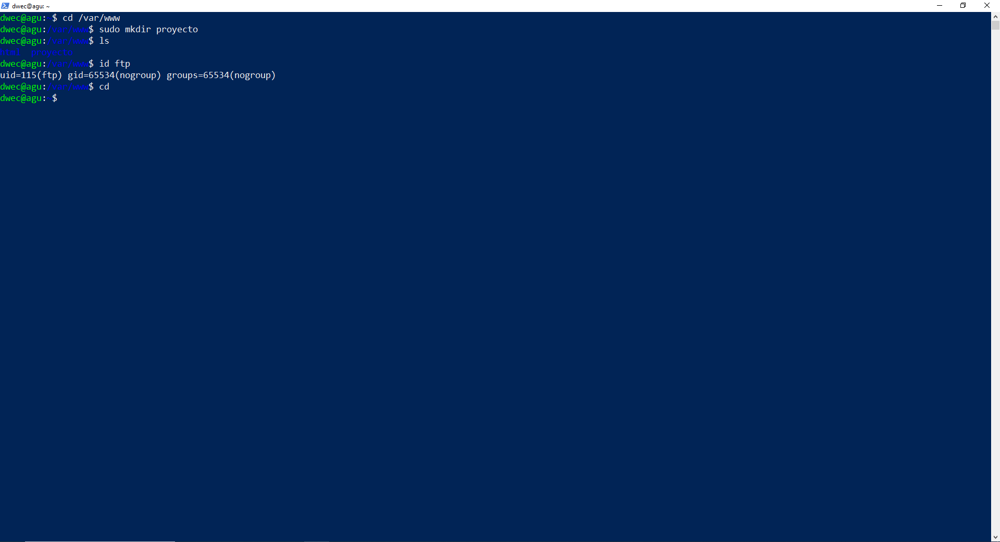 dwec@agu: ~
dwec@agu:~$ cd /var/www
dwec@agu:/var/www$ sudo mkdir proyecto
dwec@agu:/var/www$ ls
html  proyecto
dwec@agu:/var/www$ id ftp
uid=115(ftp) gid=65534(nogroup) groups=65534(nogroup)
dwec@agu:/var/www$ cd
dwec@agu:~$